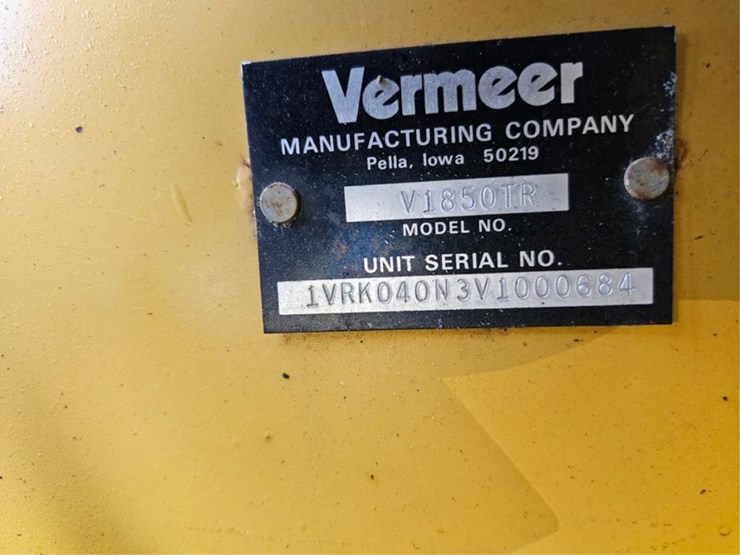 Vermeer
MANUFACTURING COMPANY
Pella, Iowa 50219
V1850TR
MODEL NO.
UNIT SERIAL NO.
1VRK040N3V1000684